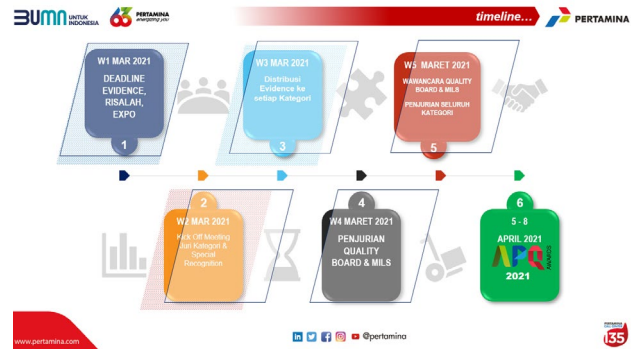 BUMN UNTUK INDONESIA
63 PERTAMINA energizing you
timeline...
PERTAMINA
W1 MAR 2021
DEADLINE
EVIDENCE,
RISALAH,
EXPO
1
W3 MAR 2021
Distribusi
Evidence ke
setiap Kategori
3
W5 MARET 2021
WAWANCARA QUALITY
BOARD & MILS
PENJURIAN SELURUH
KATEGORI
5
2
W2 MAR 2021
Kick Off Meeting
Juri Kategori &
Special
Recognition
4
W4 MARET 2021
PENJURIAN
QUALITY
BOARD & MILS
6
5 - 8
APRIL 2021
APQ AWARDS
2021
www.pertamina.com
@pertamina
135